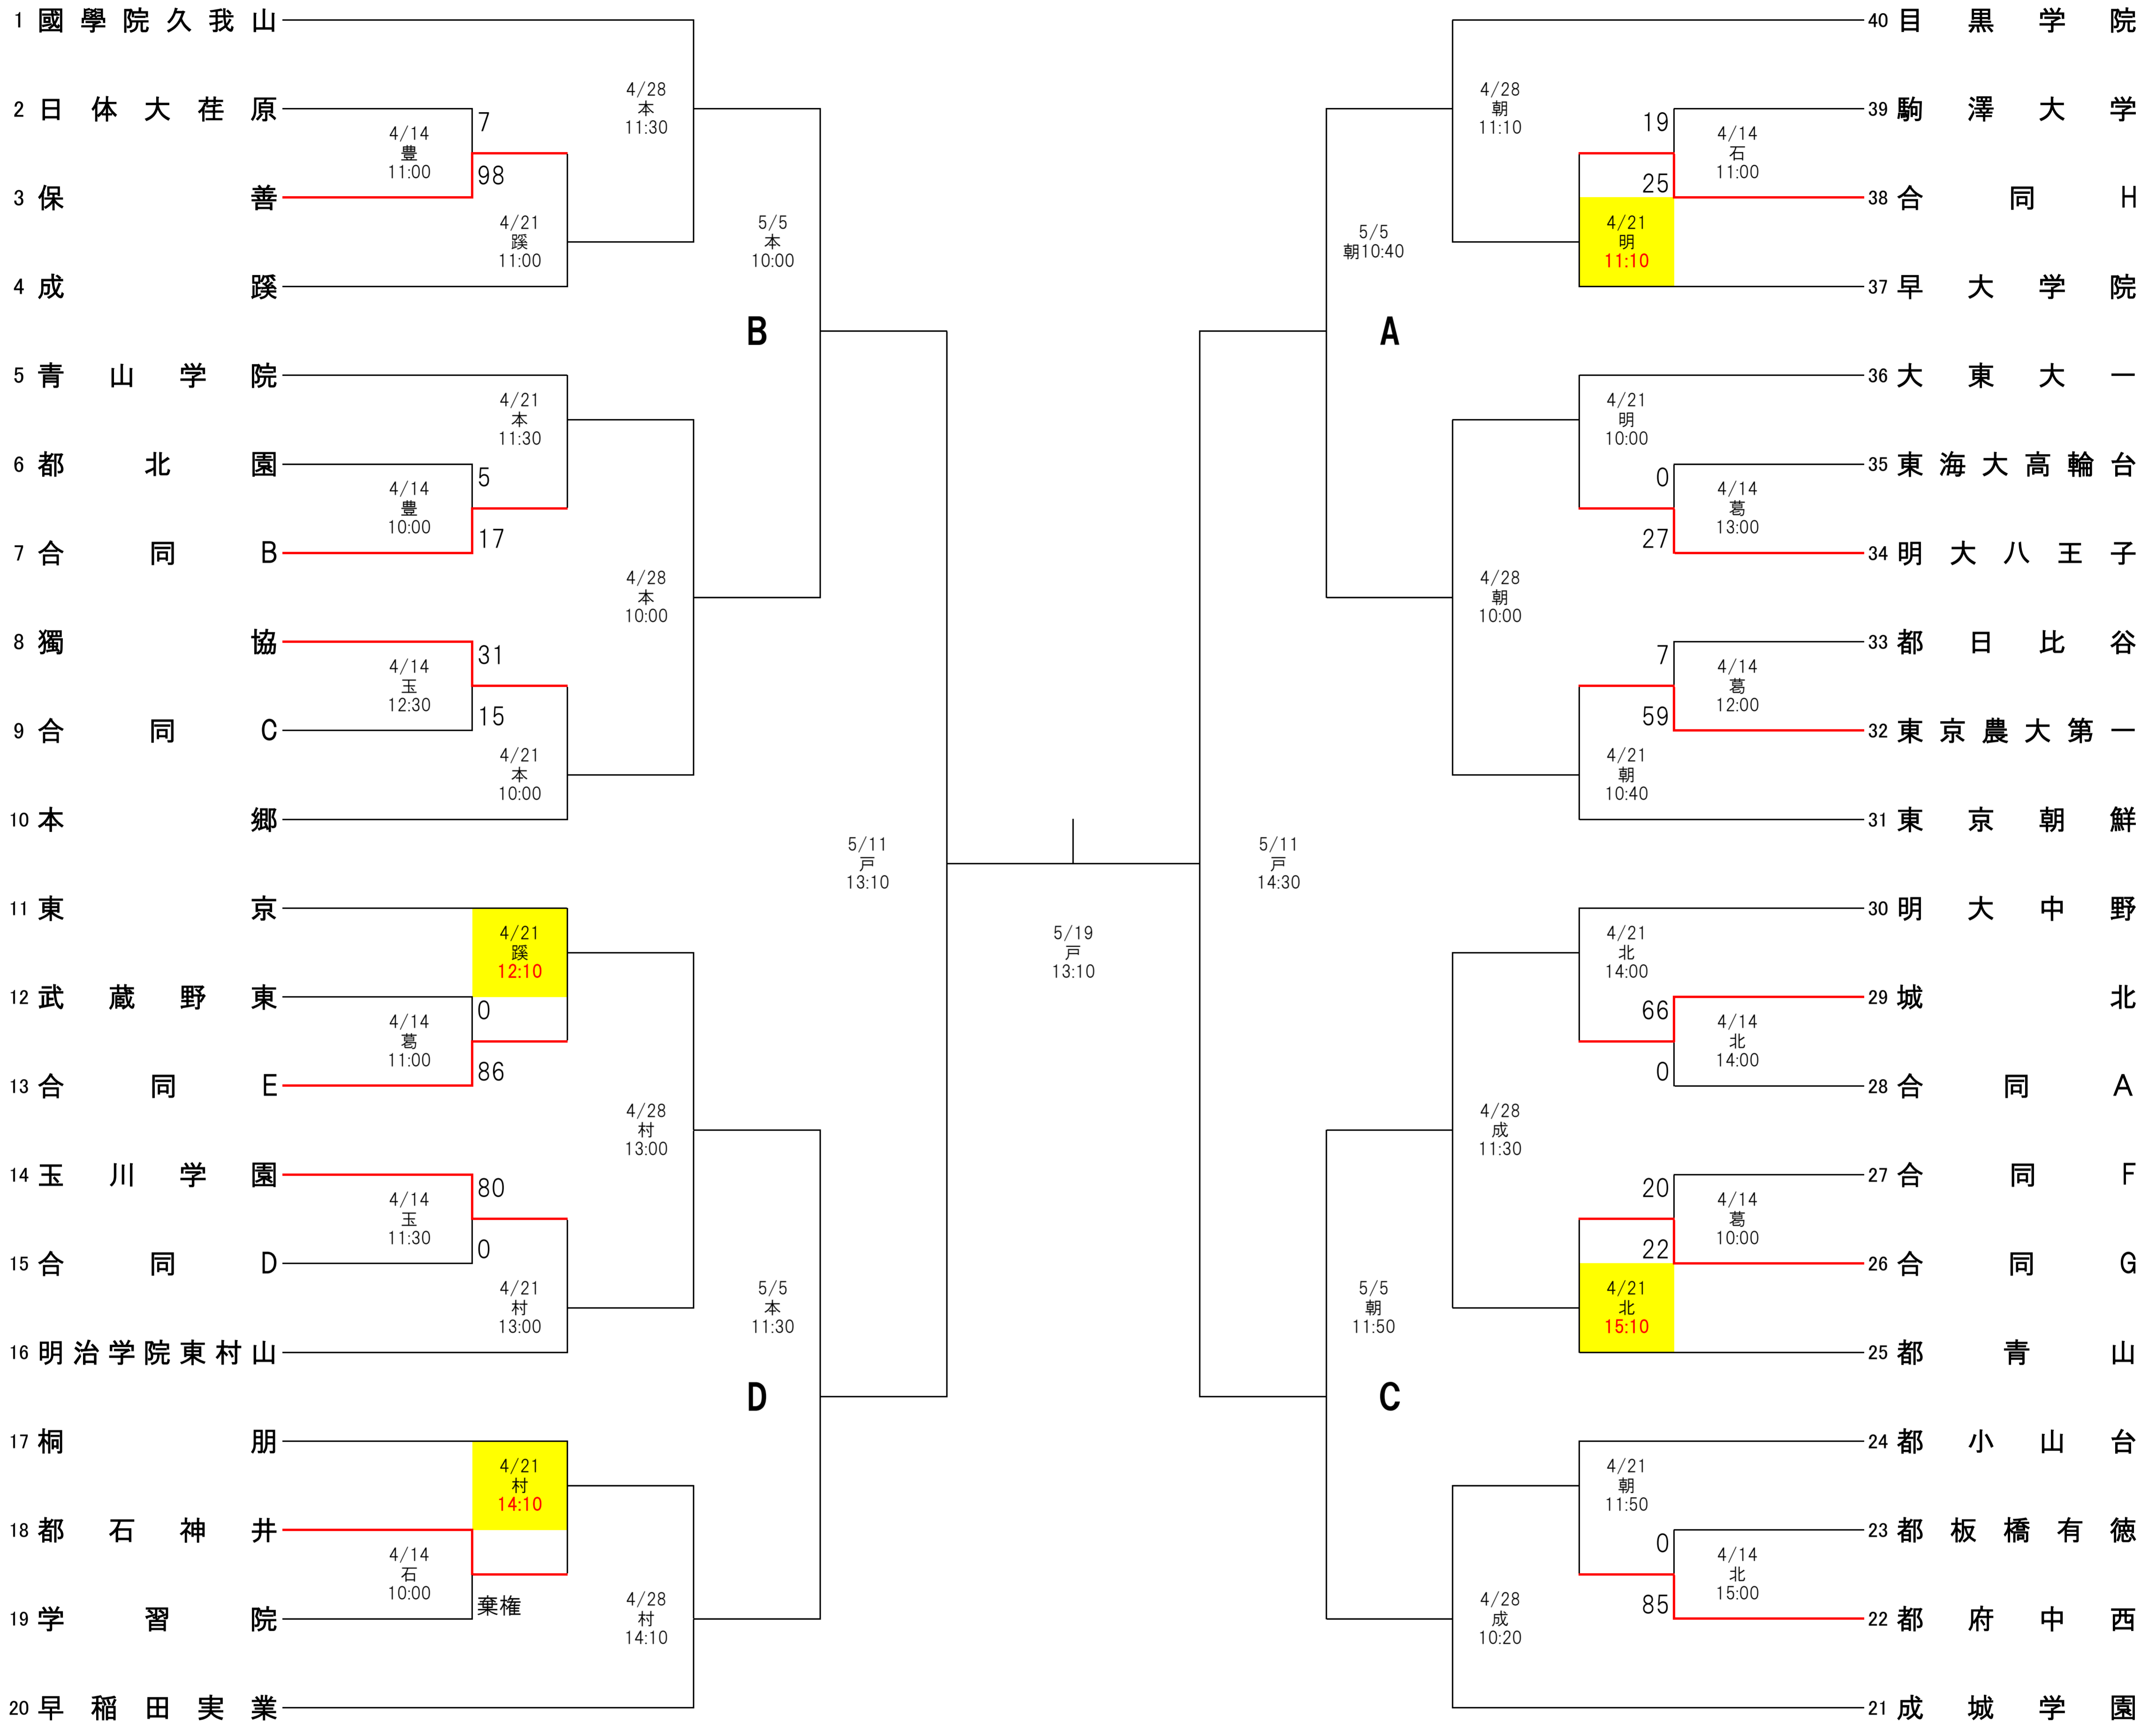 1 國學院久我山
4/28
本
11:30
2 日体大荏原
7
4/14
豊
11:00
98
3 保善
4/21
蹊
11:00
5/5
本
10:00
4 成蹊
B
5 青山学院
4/21
本
11:30
6 都北園
5
4/14
豊
10:00
17
7 合同B
4/28
本
10:00
8 獨協
31
4/14
玉
12:30
15
9 合同C
4/21
本
10:00
10 本郷
5/11
戸
13:10
11 東京
4/21
蹊
12:10
12 武蔵野東
0
4/14
葛
11:00
86
13 合同E
4/28
村
13:00
14 玉川学園
80
4/14
玉
11:30
0
15 合同D
4/21
村
13:00
5/5
本
11:30
16 明治学院東村山
D
17 桐朋
4/21
村
14:10
18 都石神井
4/14
石
10:00
棄権
19 学習院
4/28
村
14:10
20 早稲田実業
5/19
戸
13:10
40 目黒学院
4/28
朝
11:10
39 駒澤大学
19
4/14
石
11:00
25
38 合同H
4/21
明
11:10
5/5
朝10:40
37 早大学院
A
36 大東大一
4/21
明
10:00
35 東海大高輪台
0
4/14
葛
13:00
27
34 明大八王子
4/28
朝
10:00
33 都日比谷
7
4/14
葛
12:00
59
32 東京農大第一
4/21
朝
10:40
31 東京朝鮮
5/11
戸
14:30
30 明大中野
4/21
北
14:00
29 城北
66
4/14
北
14:00
0
28 合同A
4/28
成
11:30
27 合同F
20
4/14
葛
10:00
22
26 合同G
4/21
北
15:10
5/5
朝
11:50
25 都青山
C
24 都小山台
4/21
朝
11:50
23 都板橋有徳
0
4/14
北
15:00
85
22 都府中西
4/28
成
10:20
21 成城学園